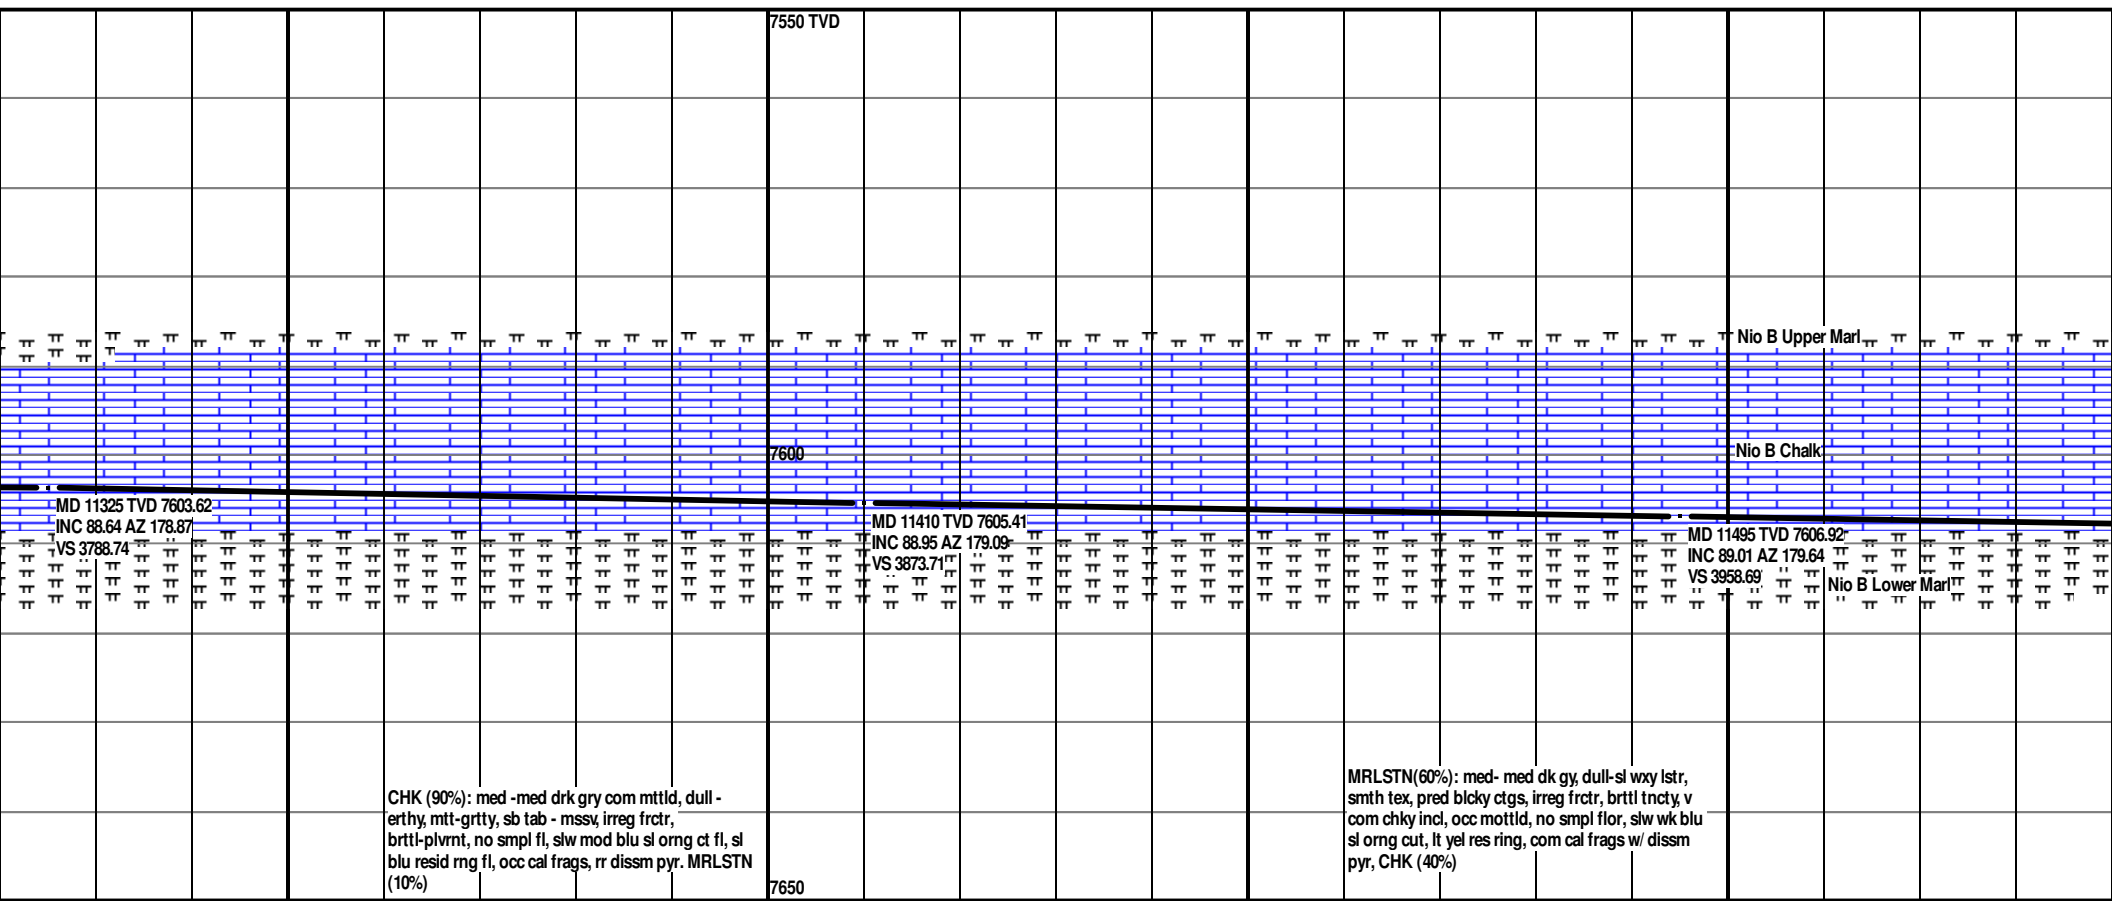 7550 TVD
Nio B Upper Marl
Nio B Chalk
7600
MD 11325 TVD 7603.62
INC 88.64 AZ 178.87
VS 3788.74
MD 11410 TVD 7605.41
INC 88.95 AZ 179.09
VS 3873.71
MD 11495 TVD 7606.92
INC 89.01 AZ 179.64
VS 3958.69
Nio B Lower Marl
CHK (90%): med -med drk gry com mttld, dull -
erthy, mtt-grtty, sb tab - mssv, irreg frctr,
brttl-plvrnt, no smpl fl, slw mod blu sl orng ct fl, sl
blu resid rng fl, occ cal frags, rr dissm pyr. MRLSTN
(10%)
MRLSTN(60%): med- med dk gy, dull-sl wxy lstr,
smth tex, pred blcky ctgs, irreg frctr, brttl tncty, v
com chky incl, occ mottld, no smpl flor, slw wk blu
sl orng cut, lt yel res ring, com cal frags w/ dissm
pyr, CHK (40%)
7650